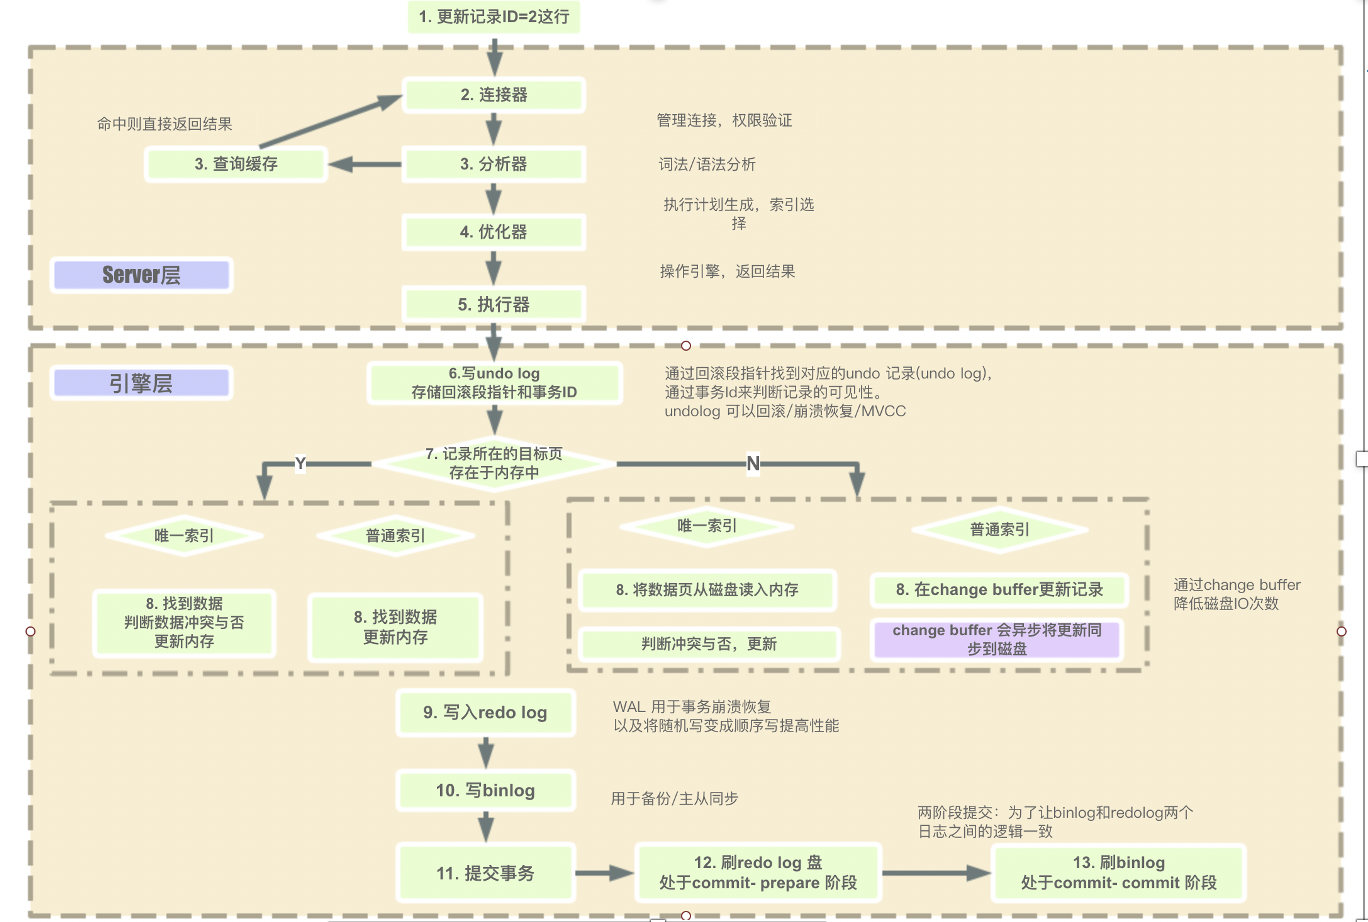 1. 更新记录ID=2这行
2. 连接器
命中则直接返回结果
管理连接，权限验证
3. 查询缓存
3. 分析器
词法/语法分析
执行计划生成，索引选
择
4. 优化器
Server层
操作引擎，返回结果
5. 执行器
引擎层
6.写undo log
存储回滚段指针和事务ID
通过回滚段指针找到对应的undo 记录(undo log)，
通过事务Id来判断记录的可见性。
undolog 可以回滚/崩溃恢复/MVCC
7. 记录所在的目标页
存在于内存中
Y
N
唯一索引
普通索引
唯一索引
普通索引
8. 找到数据
判断数据冲突与否
更新内存
8. 找到数据
更新内存
8. 将数据页从磁盘读入内存
判断冲突与否，更新
8. 在change buffer更新记录
change buffer 会异步将更新同
步到磁盘
通过change buffer
降低磁盘IO次数
9. 写入redo log
WAL 用于事务崩溃恢复
以及将随机写变成顺序写提高性能
10. 写binlog
用于备份/主从同步
两阶段提交：为了让binlog和redolog两个
日志之间的逻辑一致
11. 提交事务
12. 刷redo log 盘
处于commit- prepare 阶段
13. 刷binlog
处于commit- commit 阶段